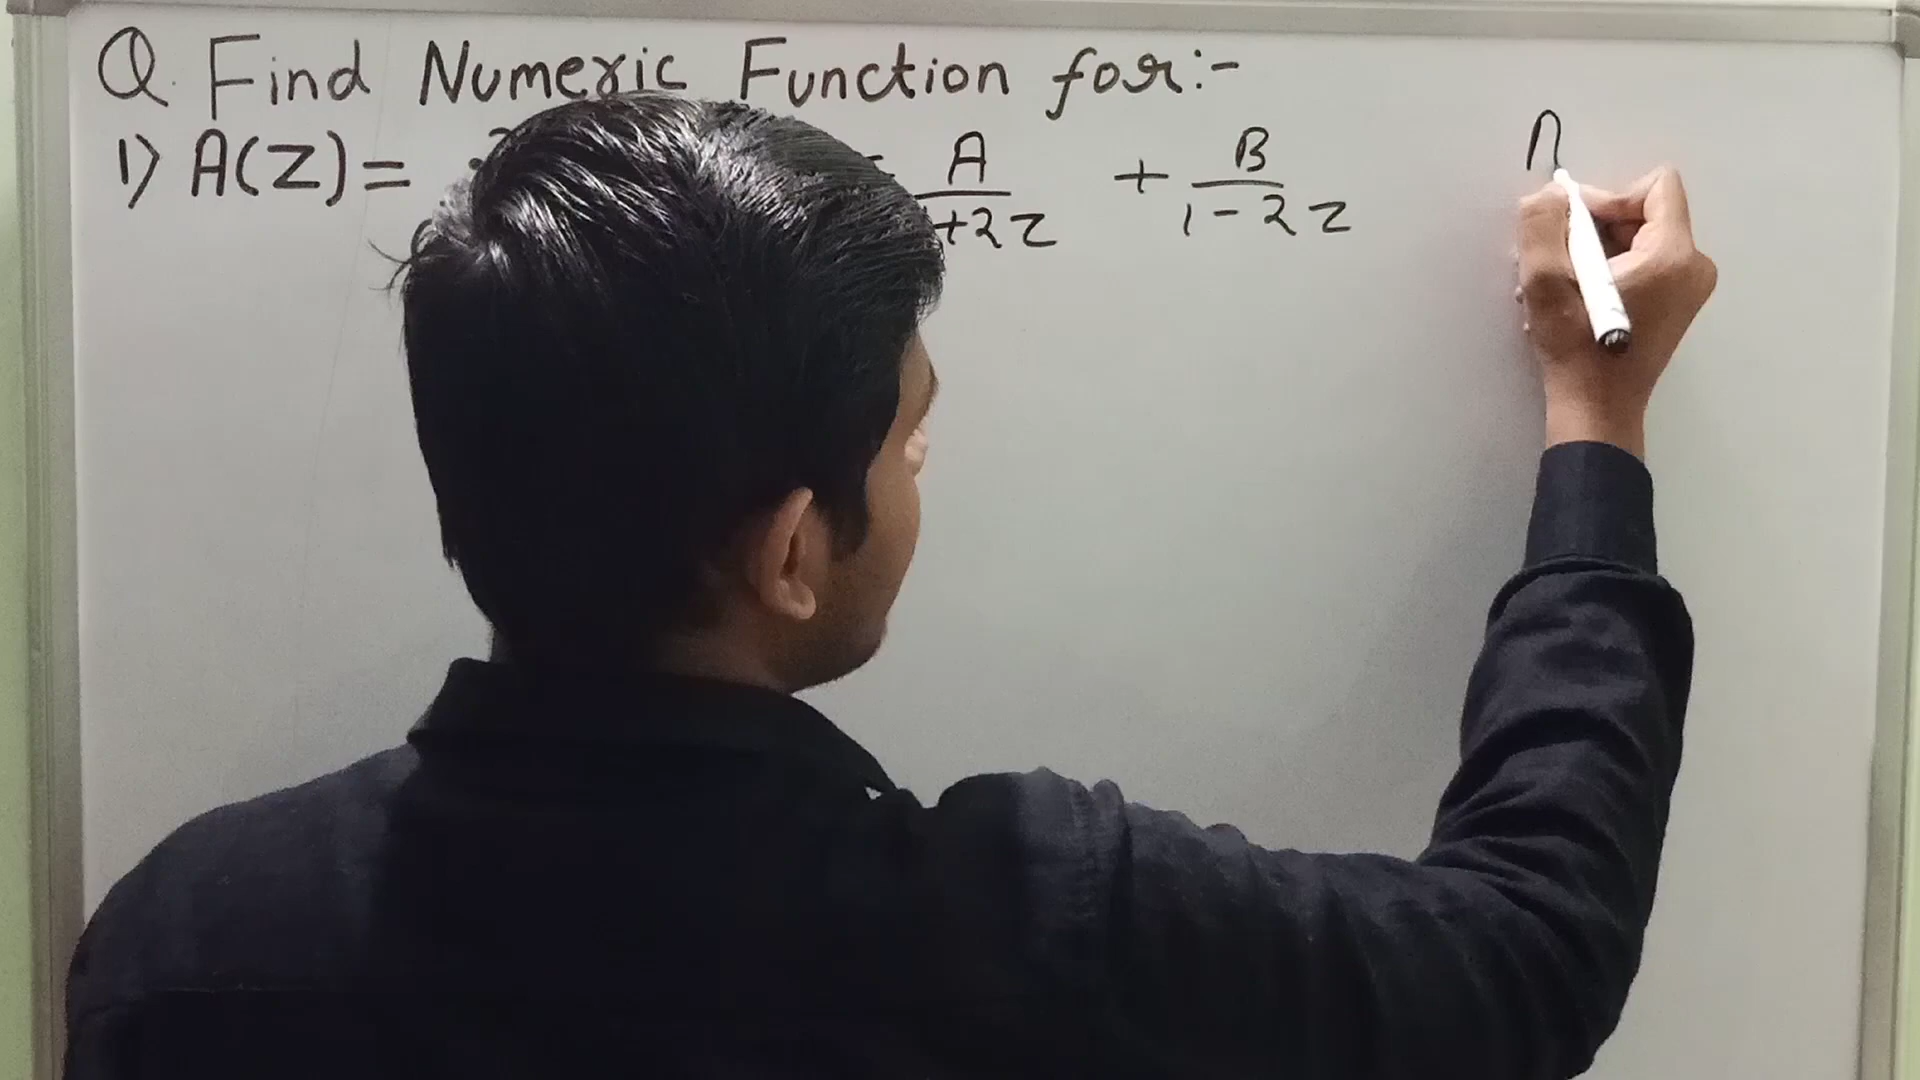 Q. Find Numeric Function for:-
1) A(Z) = A + B
+2z 1-2z